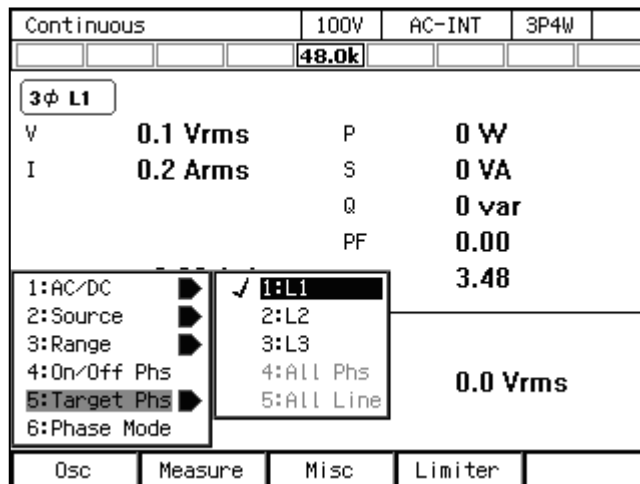 Continuous 100V AC-INT 3P4W
48.0k
3Φ L1
V 0.1 Vrms P 0 W
I 0.2 Arms S 0 VA
Q 0 var
PF 0.00
3.48
1:AC/DC
2:Source
3:Range
4:On/Off Phs
5:Target Phs
6:Phase Mode
✓ 1:L1
2:L2
3:L3
4:All Phs
5:All Line
0.0 Vrms
Osc Measure Misc Limiter